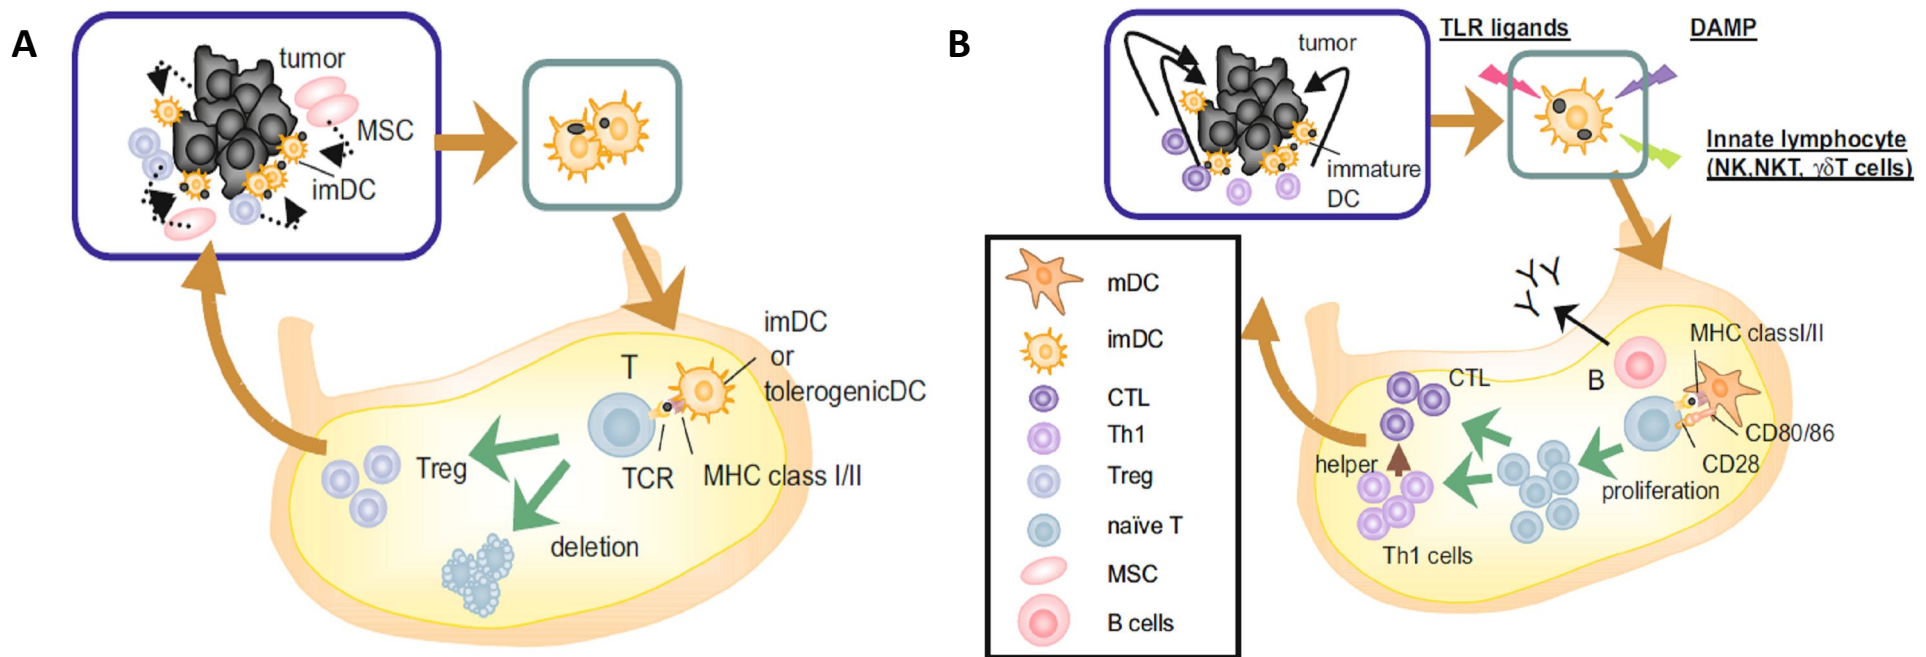 A
tumor
MSC
imDC
imDC
or
tolerogenicDC
T
TCR
MHC class I/II
Treg
deletion
B
TLR ligands
DAMP
tumor
immature
DC
Innate lymphocyte
(NK,NKT, γδT cells)
mDC
imDC
CTL
Th1
Treg
naïve T
MSC
B cells
MHC classI/II
B
CTL
CD80/86
CD28
helper
proliferation
Th1 cells